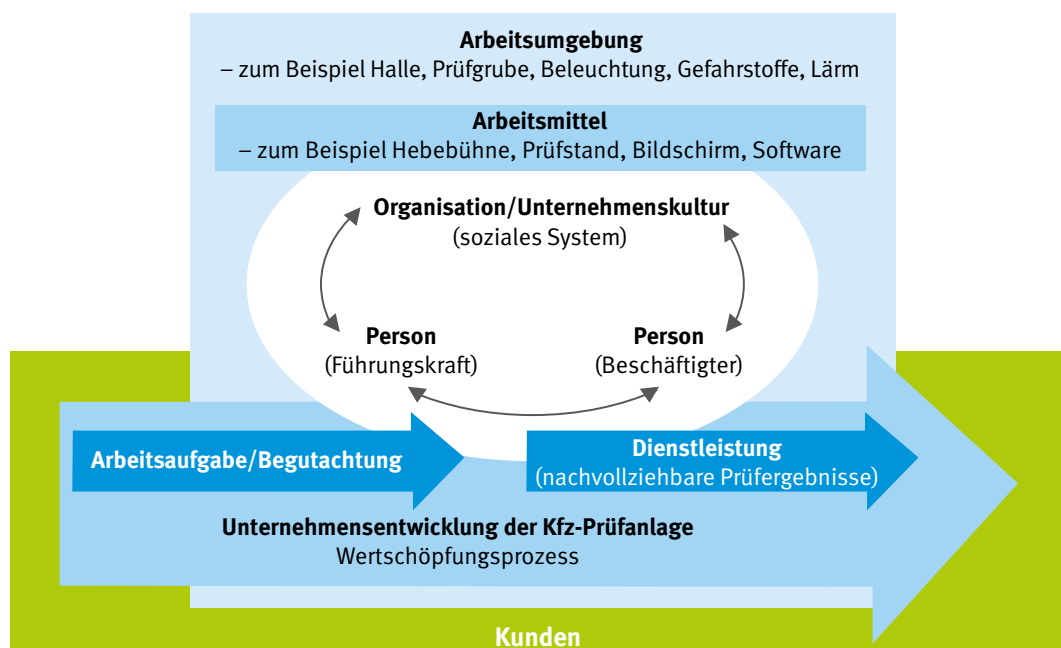 Arbeitsumgebung
– zum Beispiel Halle, Prüfgrube, Beleuchtung, Gefahrstoffe, Lärm
Arbeitsmittel
– zum Beispiel Hebebühne, Prüfstand, Bildschirm, Software
Organisation/Unternehmenskultur
(soziales System)
Person
(Führungskraft)
Person
(Beschäftigter)
Arbeitsaufgabe/Begutachtung
Dienstleistung
(nachvollziehbare Prüfergebnisse)
Unternehmensentwicklung der Kfz-Prüfanlage
Wertschöpfungsprozess
Kunden